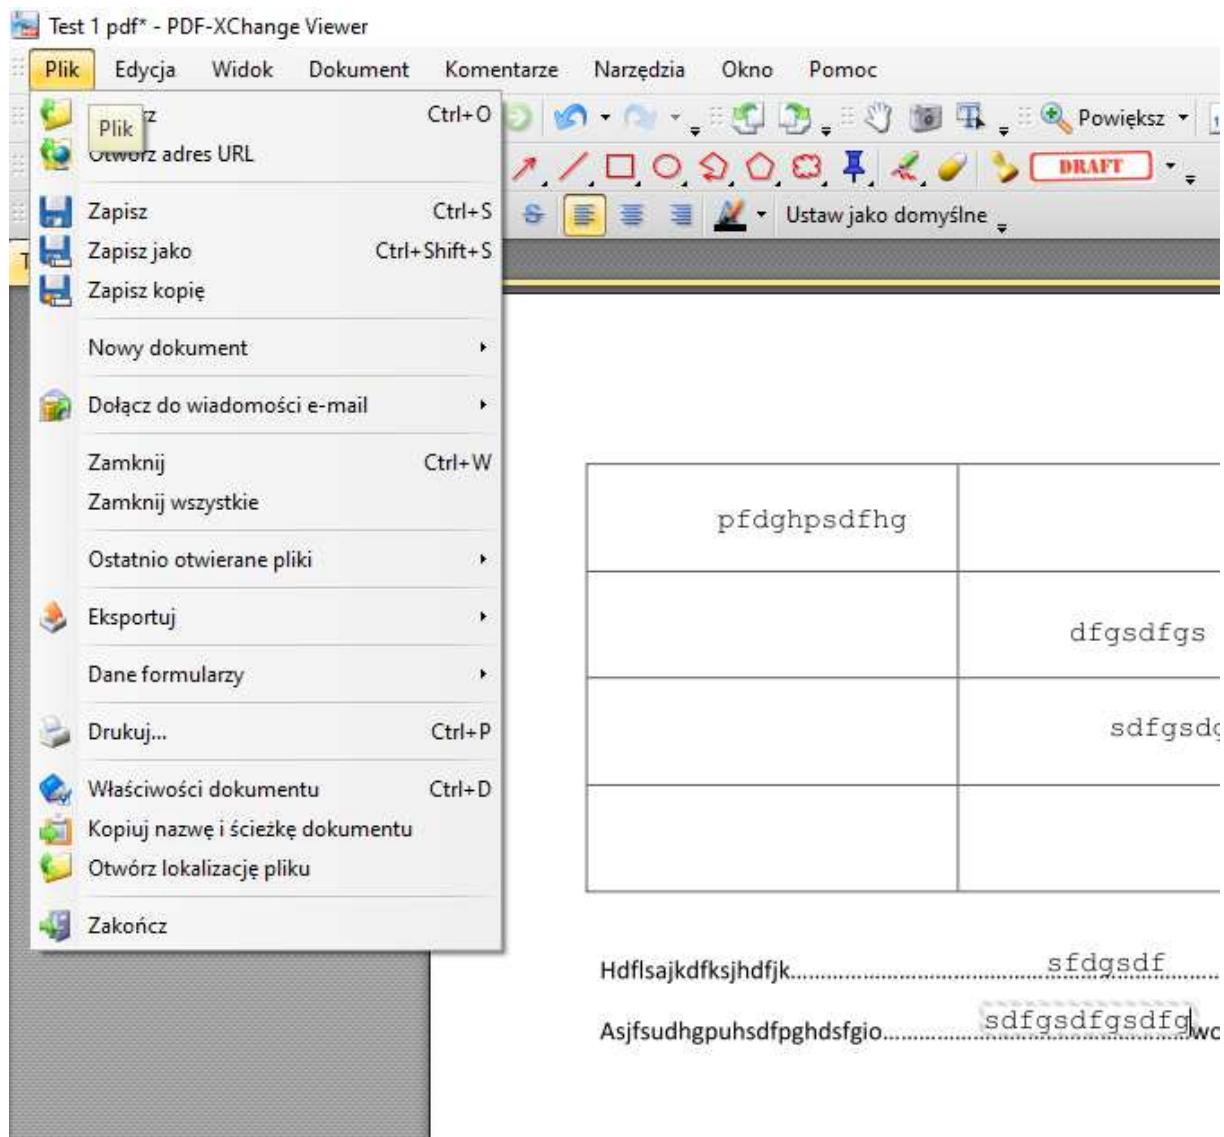 Test 1 pdf* - PDF-XChange Viewer
Plik Edycja Widok Dokument Komentarze Narzędzia Okno Pomoc
Ctrl+O
Powiększ
Plik
Otwórz adres URL
DRAFT
Zapisz Ctrl+S
Ustaw jako domyślne
Zapisz jako Ctrl+Shift+S
Zapisz kopię
Nowy dokument
Dołącz do wiadomości e-mail
Zamknij Ctrl+W
Zamknij wszystkie
Ostatnio otwierane pliki
Eksportuj
Dane formularzy
Drukuj... Ctrl+P
Właściwości dokumentu Ctrl+D
Kopiuj nazwę i ścieżkę dokumentu
Otwórz lokalizację pliku
Zakończ
pfdghpsdfhg
dfgsdfgs
sdfgsdg
Hdflsajkdfksjhdfjk.......sfdgsdf.......
Asjfsudhgpuhsdfpghdsfgio.......sdfgsdfgsdfg